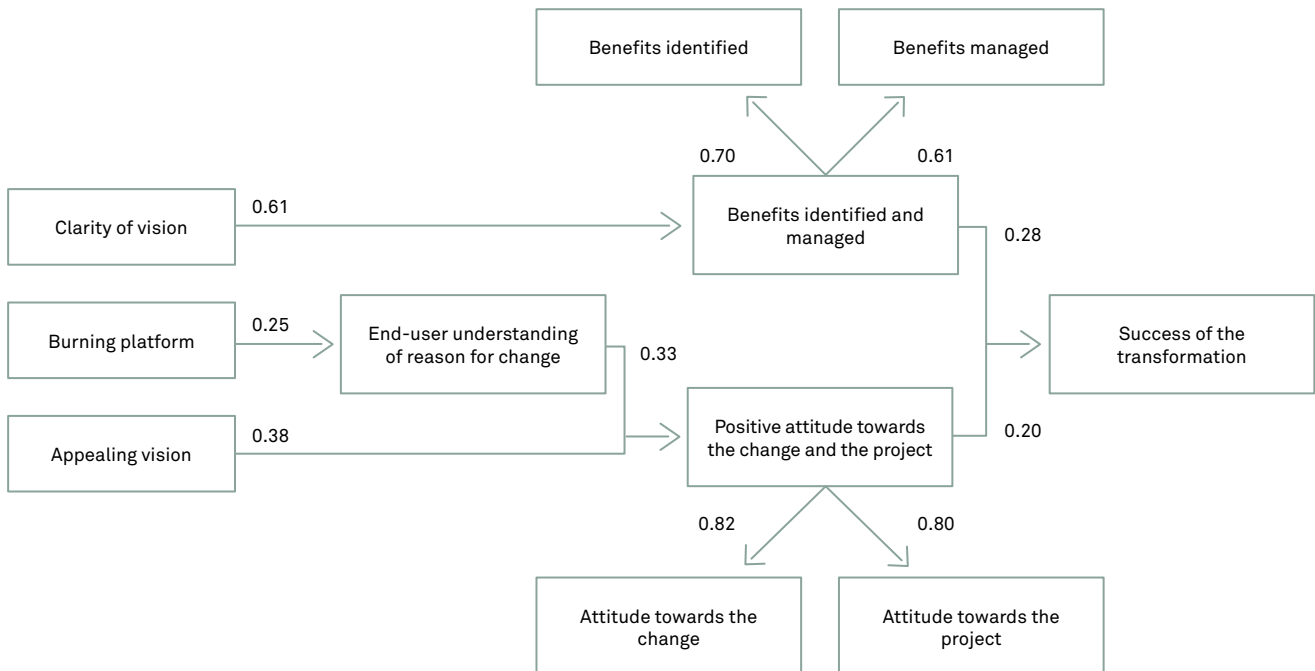 Benefits identified
Benefits managed
0.70
0.61
Clarity of vision
0.61
Benefits identified and
managed
0.28
Burning platform
0.25
End-user understanding
of reason for change
0.33
Success of the
transformation
Appealing vision
0.38
Positive attitude towards
the change and the project
0.20
0.82
0.80
Attitude towards the
change
Attitude towards the
project